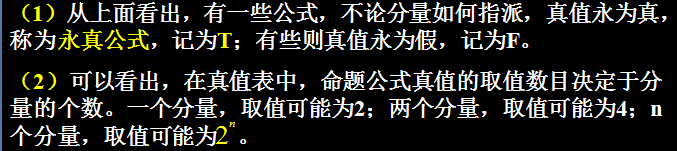 （1）从上面看出，有一些公式，不论分量如何指派，真值永为真，
称为永真公式，记为T；有些则真值永为假，记为F。
（2）可以看出，在真值表中，命题公式真值的取值数目决定于分
量的个数。一个分量，取值可能为2；两个分量，取值可能为4；n
个分量，取值可能为2ⁿ。